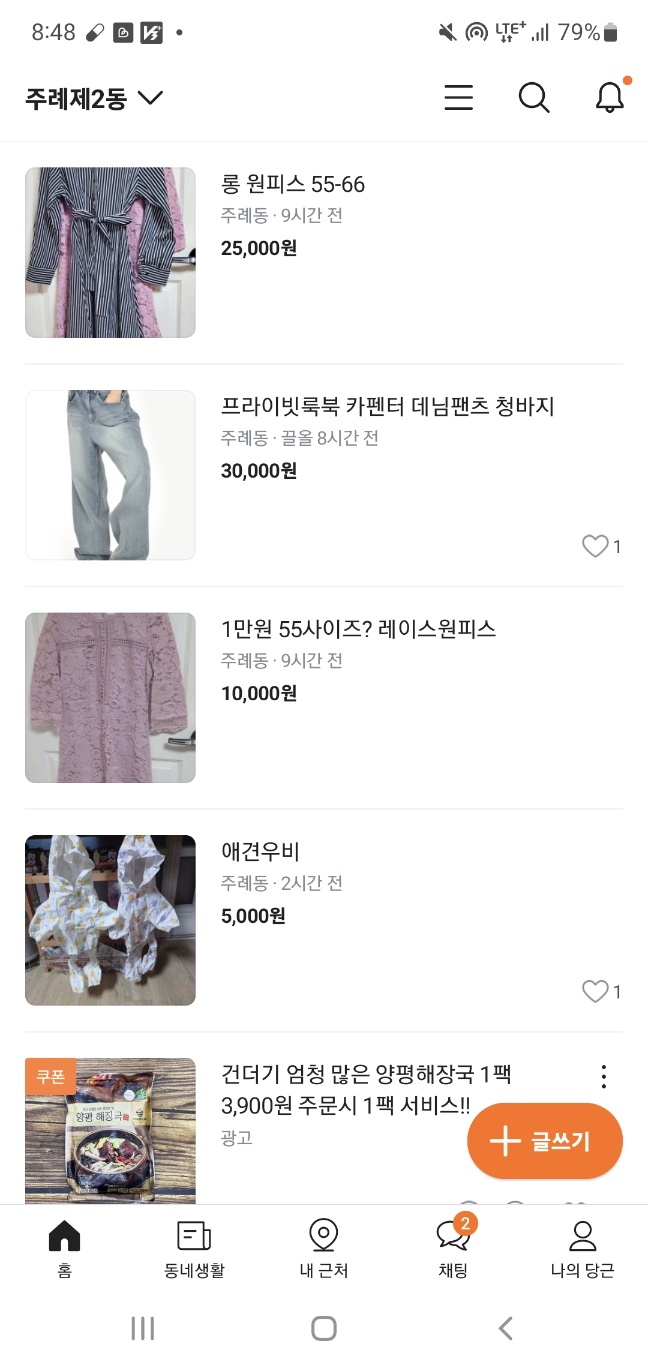 8:48
LTE+ 79%
주례제2동
롱 원피스 55-66
주례동 · 9시간 전
25,000원
프라이빗룩북 카펜터 데님팬츠 청바지
주례동 · 끌올 8시간 전
30,000원
1
1만원 55사이즈? 레이스원피스
주례동 · 9시간 전
10,000원
애견우비
주례동 · 2시간 전
5,000원
1
쿠폰
양평 해장국
건더기 엄청 많은 양평해장국 1팩
3,900원 주문시 1팩 서비스!!
광고
글쓰기
2
홈
동네생활
내 근처
채팅
나의 당근